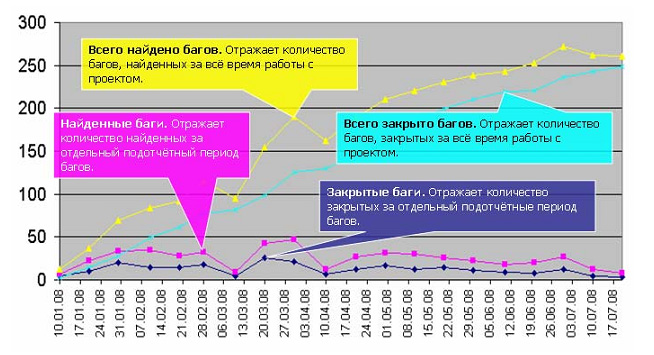 300
250
200
150
100
50
0
Всего найдено багов. Отражает количество
багов, найденных за всё время работы с
проектом.
Найденные баги. Отражает
количество найденных за
отдельный подотчётный период
багов.
Всего закрыто багов. Отражает количество
багов, закрытых за всё время работы с
проектом.
Закрытые баги. Отражает количество
закрытых за отдельный подотчётные период
багов.
10.01.08
17.01.08
24.01.08
31.01.08
07.02.08
14.02.08
21.02.08
28.02.08
06.03.08
13.03.08
20.03.08
27.03.08
03.04.08
10.04.08
17.04.08
24.04.08
01.05.08
08.05.08
15.05.08
22.05.08
29.05.08
05.06.08
12.06.08
19.06.08
26.06.08
03.07.08
10.07.08
17.07.08